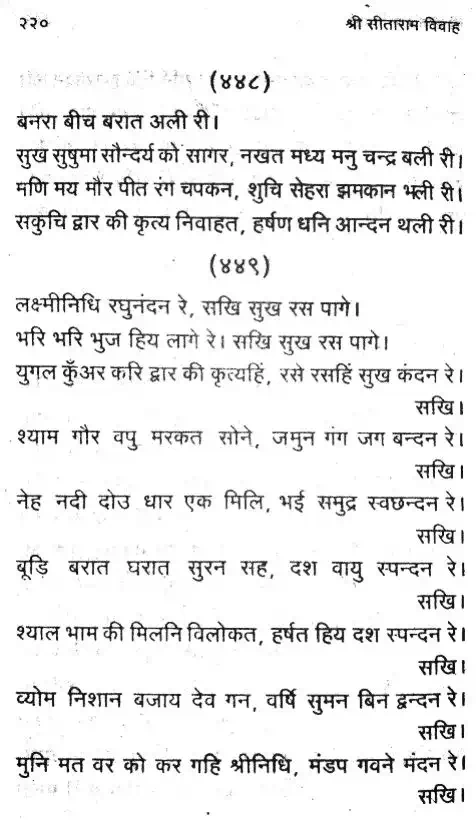 २२० श्री सीताराम विवाह
(४४८)
बनरा बीच बरात अली री।
सुख सुषुमा सौन्दर्य को सागर, नखत मध्य मनु चन्द्र बली री।
मणि मय मौर पीत रंग चपकन, शुचि सेहरा झमकान भली री।
सकुचि द्वार की कृत्य निवाहत, हर्षण धनि आन्दन थली री।
(४४९)
लक्ष्मीनिधि रघुनंदन रे, सखि सुख रस पागे।
भरि भरि भुज हिय लागे रे। सखि सुख रस पागे।
युगल कुँअर करि द्वार की कृत्यहिं, रसे रसहिं सुख कंदन रे।
सखि।
श्याम गौर वपु मरकत सोने, जमुन गंग जग बन्दन रे।
सखि।
नेह नदी दोउ धार एक मिलि, भई समुद्र स्वछन्दन रे।
सखि।
बूड़ि बरात घरात सुरन सह, दश वायु स्पन्दन रे।
सखि।
श्याल भाम की मिलनि विलोकत, हर्षत हिय दश स्पन्दन रे।
सखि।
व्योम निशान बजाय देव गन, वर्षि सुमन बिन द्वन्दन रे।
सखि।
मुनि मत वर को कर गहि श्रीनिधि, मंडप गवने मंदन रे।
सखि।